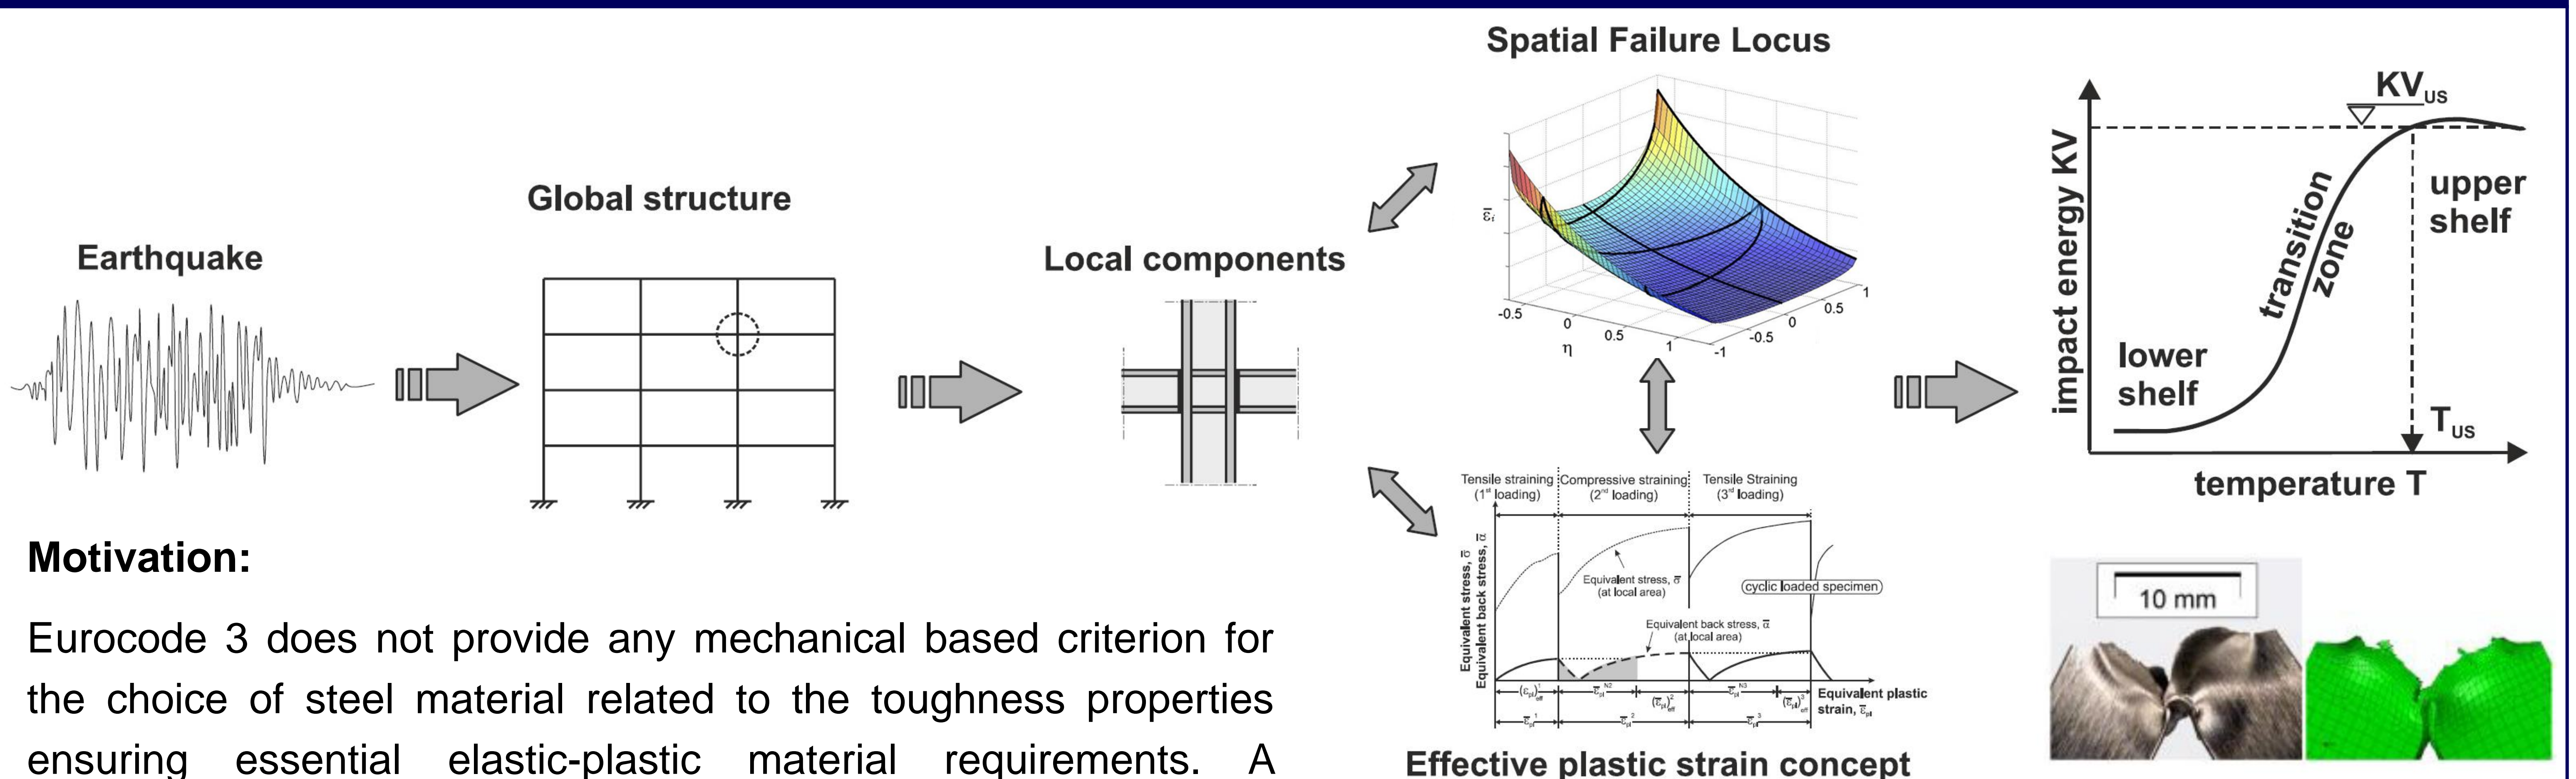 Earthquake
Global structure
Local components
Spatial Failure Locus
ε̄ᵢ
-0.5
0
0.5
1
η
-1
-0.5
0
0.5
1
impact energy KV
KV_US
transition
zone
upper
shelf
lower
shelf
T_US
temperature T
Tensile straining
(1st loading)
Compressive straining
(2nd loading)
Tensile Straining
(3rd loading)
Equivalent stress, σ̄
Equivalent back stress, ᾱ
Equivalent stress, σ̄
(at local area)
cyclic loaded specimen
Equivalent back stress, ᾱ
(at local area)
Equivalent plastic
strain, ε̄pl
Effective plastic strain concept
10 mm
Motivation:
Eurocode 3 does not provide any mechanical based criterion for
the choice of steel material related to the toughness properties
ensuring essential elastic-plastic material requirements. A